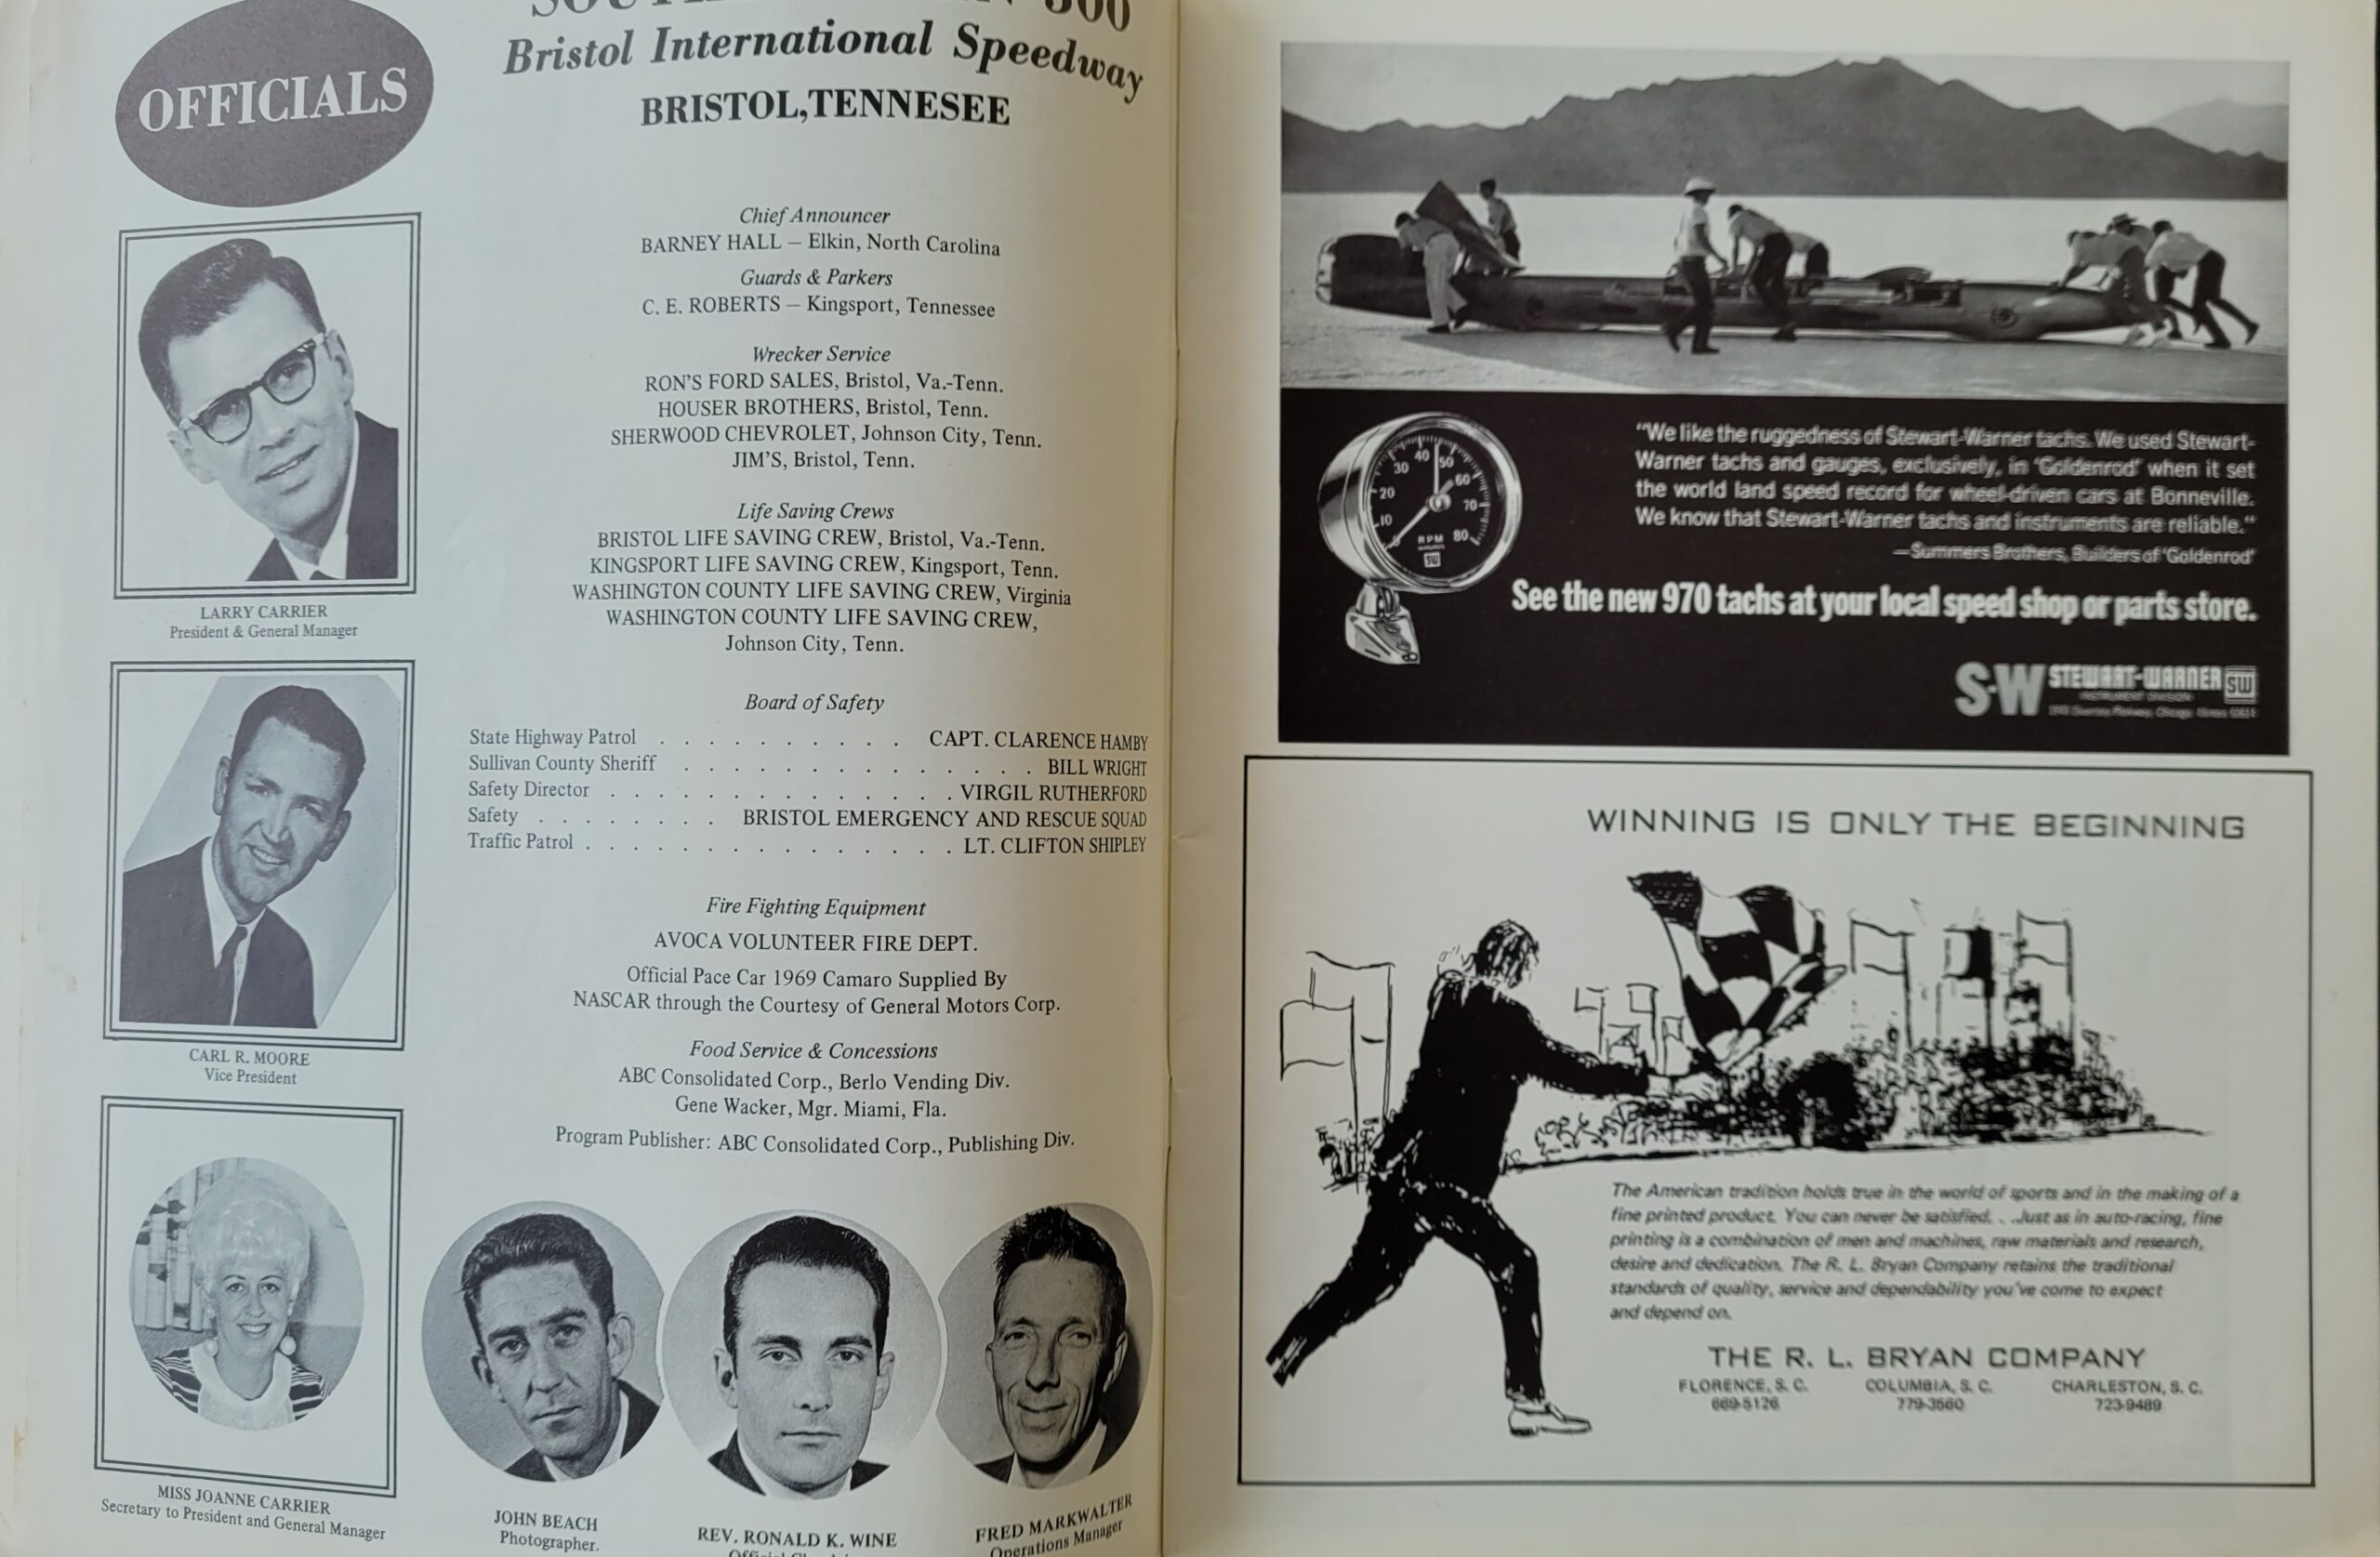 OFFICIALS
500
Bristol International Speedway
BRISTOL,TENNESEE
Chief Announcer
BARNEY HALL — Elkin, North Carolina
Guards & Parkers
C. E. ROBERTS — Kingsport, Tennessee
Wrecker Service
RON'S FORD SALES, Bristol, Va.-Tenn.
HOUSER BROTHERS, Bristol, Tenn.
SHERWOOD CHEVROLET, Johnson City, Tenn.
JIM'S, Bristol, Tenn.
Life Saving Crews
BRISTOL LIFE SAVING CREW, Bristol, Va.-Tenn.
KINGSPORT LIFE SAVING CREW, Kingsport, Tenn.
WASHINGTON COUNTY LIFE SAVING CREW, Virginia
WASHINGTON COUNTY LIFE SAVING CREW,
Johnson City, Tenn.
Board of Safety
State Highway Patrol . . . . . . . . . . CAPT. CLARENCE HAMBY
Sullivan County Sheriff . . . . . . . . . . . . . . BILL WRIGHT
Safety Director . . . . . . . . . . . . . . VIRGIL RUTHERFORD
Safety . . . . . . . . BRISTOL EMERGENCY AND RESCUE SQUAD
Traffic Patrol . . . . . . . . . . . . . . . LT. CLIFTON SHIPLEY
Fire Fighting Equipment
AVOCA VOLUNTEER FIRE DEPT.
Official Pace Car 1969 Camaro Supplied By
NASCAR through the Courtesy of General Motors Corp.
Food Service & Concessions
ABC Consolidated Corp., Berlo Vending Div.
Gene Wacker, Mgr. Miami, Fla.
Program Publisher: ABC Consolidated Corp., Publishing Div.
LARRY CARRIER
President & General Manager
CARL R. MOORE
Vice President
MISS JOANNE CARRIER
Secretary to President and General Manager
JOHN BEACH
Photographer.
REV. RONALD K. WINE
FRED MARKWALTER
Operations Manager
10
20
30
40
50
60
70
80
RPM
SW
"We like the ruggedness of Stewart-Warner tachs. We used Stewart-
Warner tachs and gauges, exclusively, in 'Goldenrod' when it set
the world land speed record for wheel-driven cars at Bonneville.
We know that Stewart-Warner tachs and instruments are reliable."
—Summers Brothers, Builders of 'Goldenrod'
See the new 970 tachs at your local speed shop or parts store.
S-W STEWART-WARNER SW
INSTRUMENT DIVISION
WINNING IS ONLY THE BEGINNING
The American tradition holds true in the world of sports and in the making of a
fine printed product. You can never be satisfied. . .Just as in auto-racing, fine
printing is a combination of men and machines, raw materials and research,
desire and dedication. The R. L. Bryan Company retains the traditional
standards of quality, service and dependability you've come to expect
and depend on.
THE R. L. BRYAN COMPANY
FLORENCE, S. C. COLUMBIA, S. C. CHARLESTON, S. C.
669-5126 779-3560 723-9489